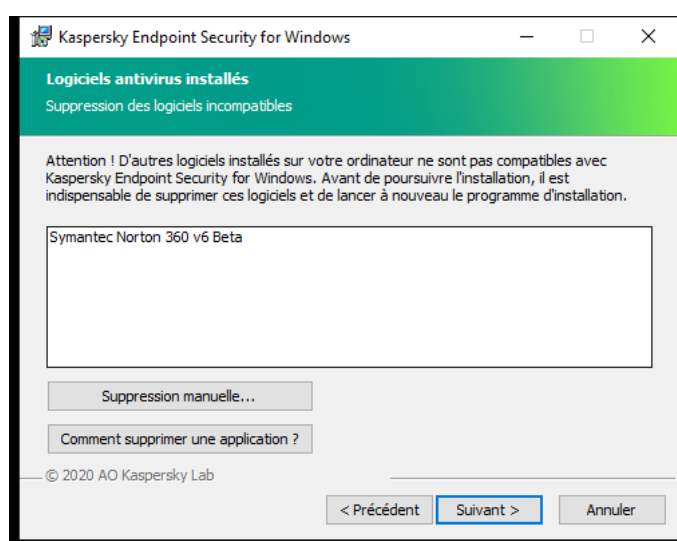 Kaspersky Endpoint Security for Windows
Logiciels antivirus installés
Suppression des logiciels incompatibles
Attention ! D'autres logiciels installés sur votre ordinateur ne sont pas compatibles avec
Kaspersky Endpoint Security for Windows. Avant de poursuivre l'installation, il est
indispensable de supprimer ces logiciels et de lancer à nouveau le programme d'installation.
Symantec Norton 360 v6 Beta
Suppression manuelle...
Comment supprimer une application ?
© 2020 AO Kaspersky Lab
< Précédent
Suivant >
Annuler